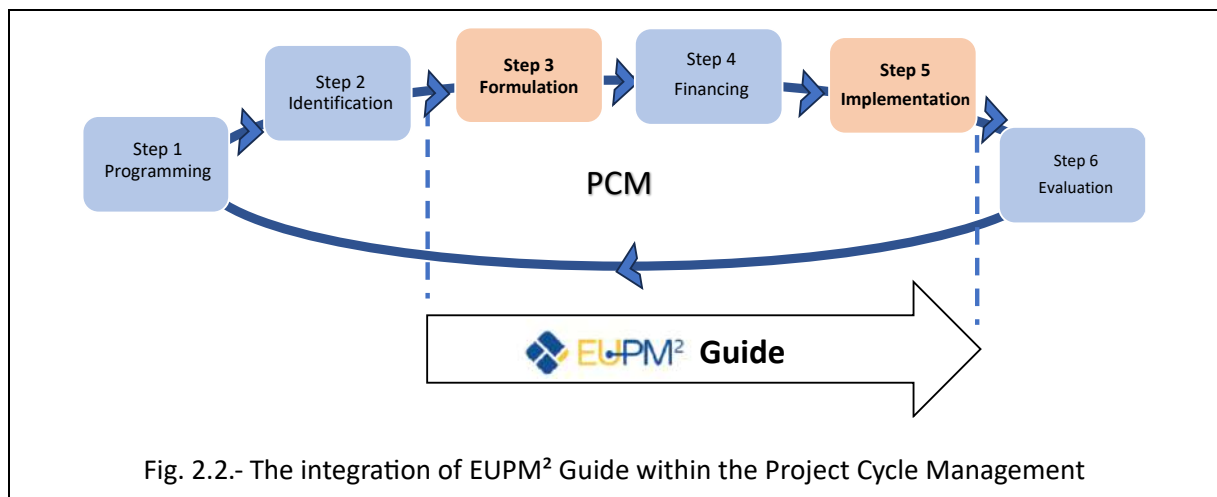 Step 1
Programming
Step 2
Identification
Step 3
Formulation
Step 4
Financing
Step 5
Implementation
Step 6
Evaluation
PCM
EUPM² Guide
Fig. 2.2.- The integration of EUPM² Guide within the Project Cycle Management